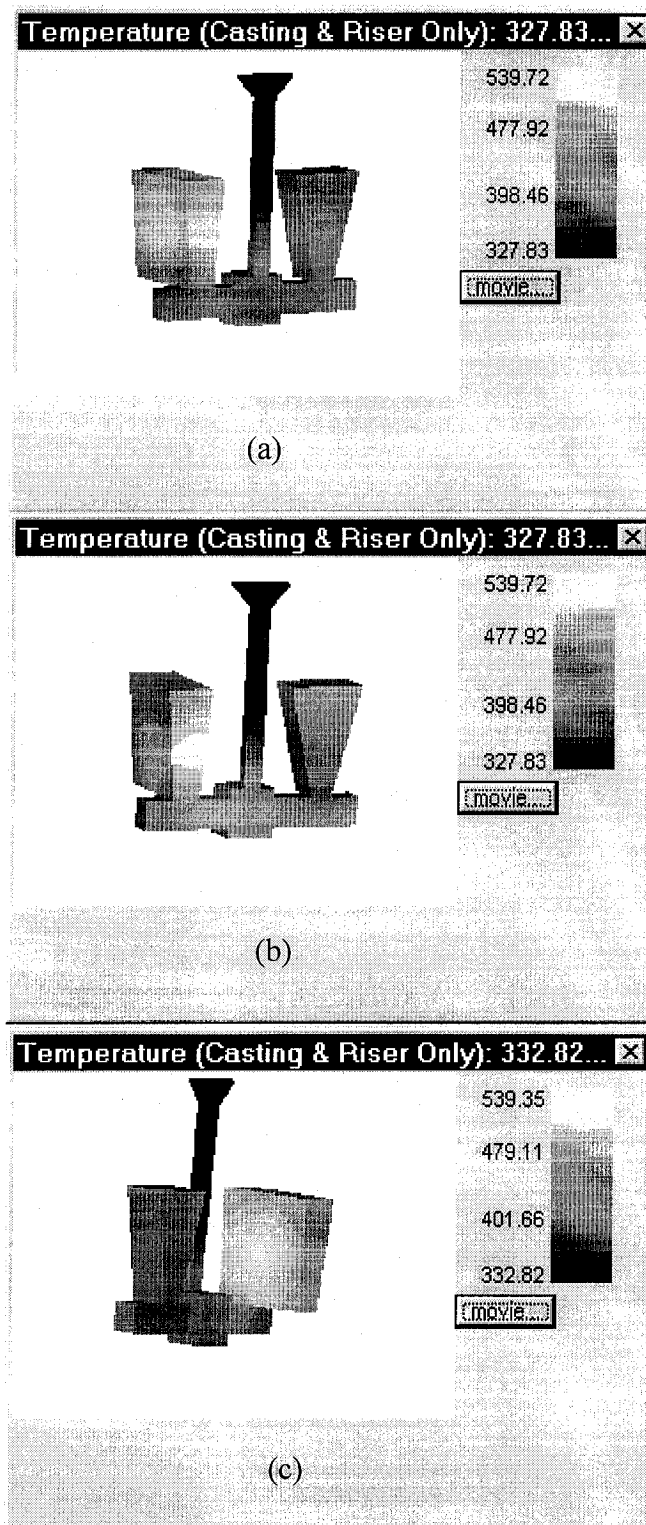 Temperature (Casting & Riser Only): 327.83...
539.72
477.92
398.46
327.83
movie...
(a)
Temperature (Casting & Riser Only): 327.83...
539.72
477.92
398.46
327.83
movie...
(b)
Temperature (Casting & Riser Only): 332.82...
539.35
479.11
401.66
332.82
movie...
(c)